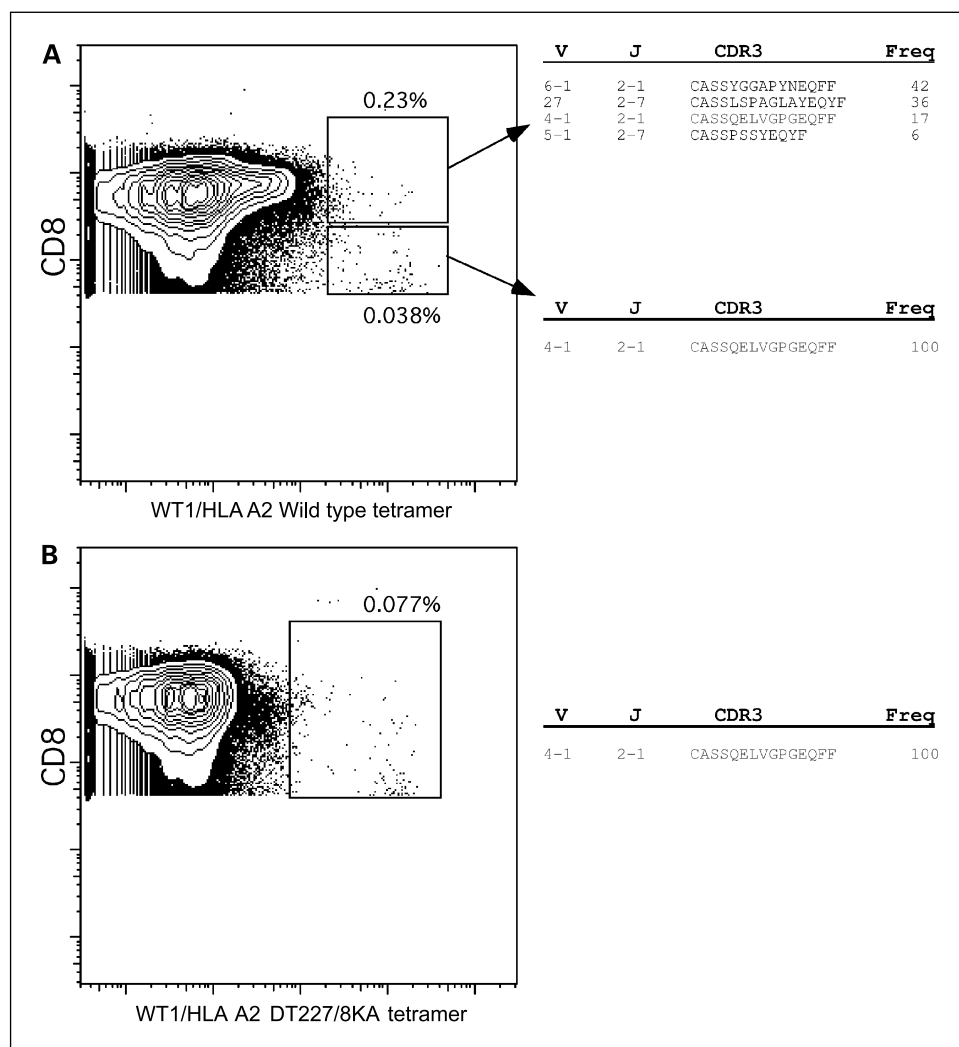 A
0.23%
CD8
0.038%
WT1/HLA A2 Wild type tetramer
V J CDR3 Freq
6-1 2-1 CASSYGGAPYNEQFF 42
27 2-7 CASSLSPAGLAYEQYF 36
4-1 2-1 CASSQELVGPGEQFF 17
5-1 2-7 CASSPSSYEQYF 6
V J CDR3 Freq
4-1 2-1 CASSQELVGPGEQFF 100
B
0.077%
CD8
WT1/HLA A2 DT227/8KA tetramer
V J CDR3 Freq
4-1 2-1 CASSQELVGPGEQFF 100